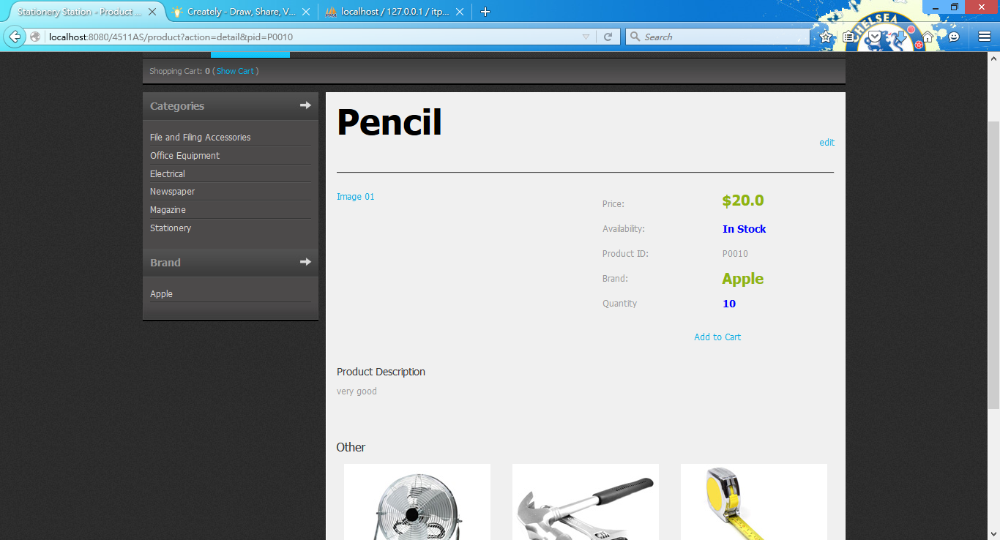 Stationery Station - Product ...
Creately - Draw, Share, V...
localhost / 127.0.0.1 / itp...
localhost:8080/4511AS/product?action=detail&pid=P0010
Search
CHELSEA
Shopping Cart: 0 ( Show Cart )
Categories
File and Filing Accessories
Office Equipment
Electrical
Newspaper
Magazine
Stationery
Brand
Apple
Pencil
edit
Image 01
Price: $20.0
Availability: In Stock
Product ID: P0010
Brand: Apple
Quantity 10
Add to Cart
Product Description
very good
Other